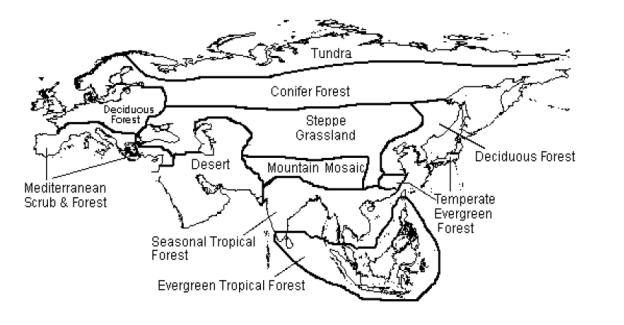 Tundra
Conifer Forest
Deciduous
Forest
Steppe
Grassland
Deciduous Forest
Desert
Mountain Mosaic
Mediterranean
Scrub & Forest
Temperate
Evergreen
Forest
Seasonal Tropical
Forest
Evergreen Tropical Forest